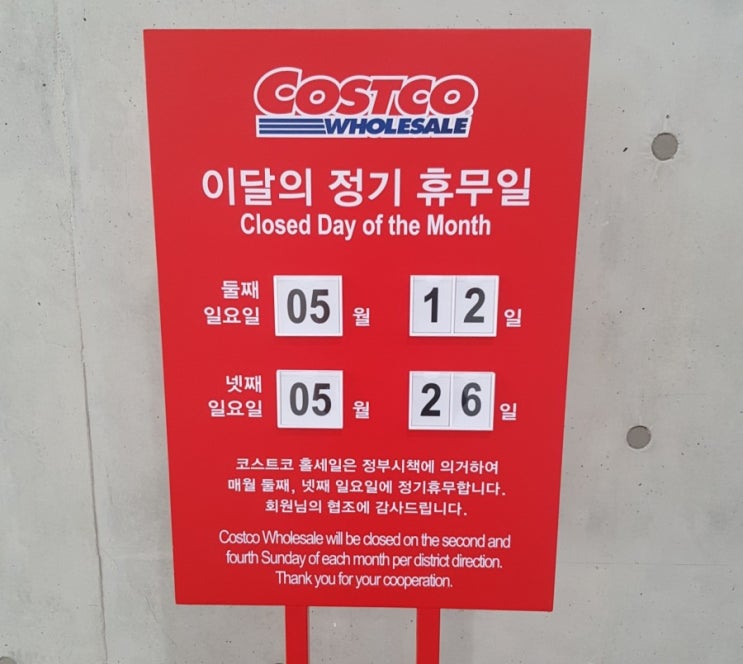 COSTCO
WHOLESALE
이달의 정기 휴무일
Closed Day of the Month
둘째
일요일 05 월 12 일
넷째
일요일 05 월 26 일
코스트코 홀세일은 정부시책에 의거하여
매월 둘째, 넷째 일요일에 정기휴무합니다.
회원님의 협조에 감사드립니다.
Costco Wholesale will be closed on the second and
fourth Sunday of each month per district direction.
Thank you for your cooperation.